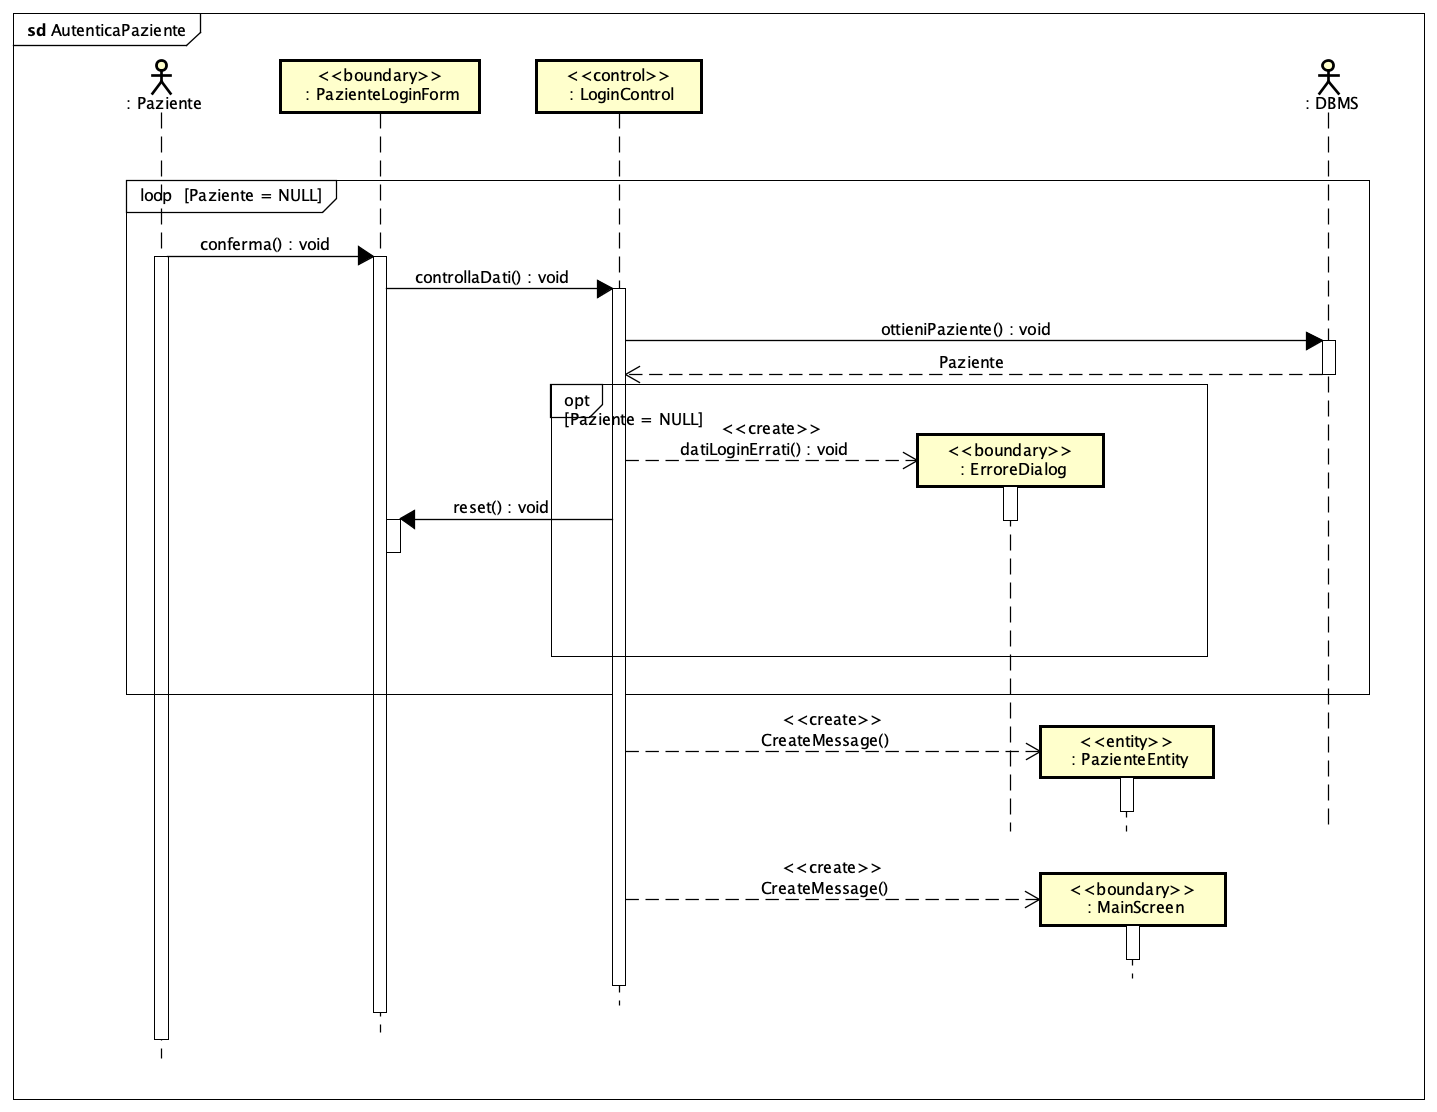 sd AutenticaPaziente
: Paziente
<<boundary>>
: PazienteLoginForm
<<control>>
: LoginControl
: DBMS
loop [Paziente = NULL]
conferma() : void
controllaDati() : void
ottieniPaziente() : void
Paziente
opt
[Paziente = NULL]
<<create>>
datiLoginErrati() : void
<<boundary>>
: ErroreDialog
reset() : void
<<create>>
CreateMessage()
<<entity>>
: PazienteEntity
<<create>>
CreateMessage()
<<boundary>>
: MainScreen